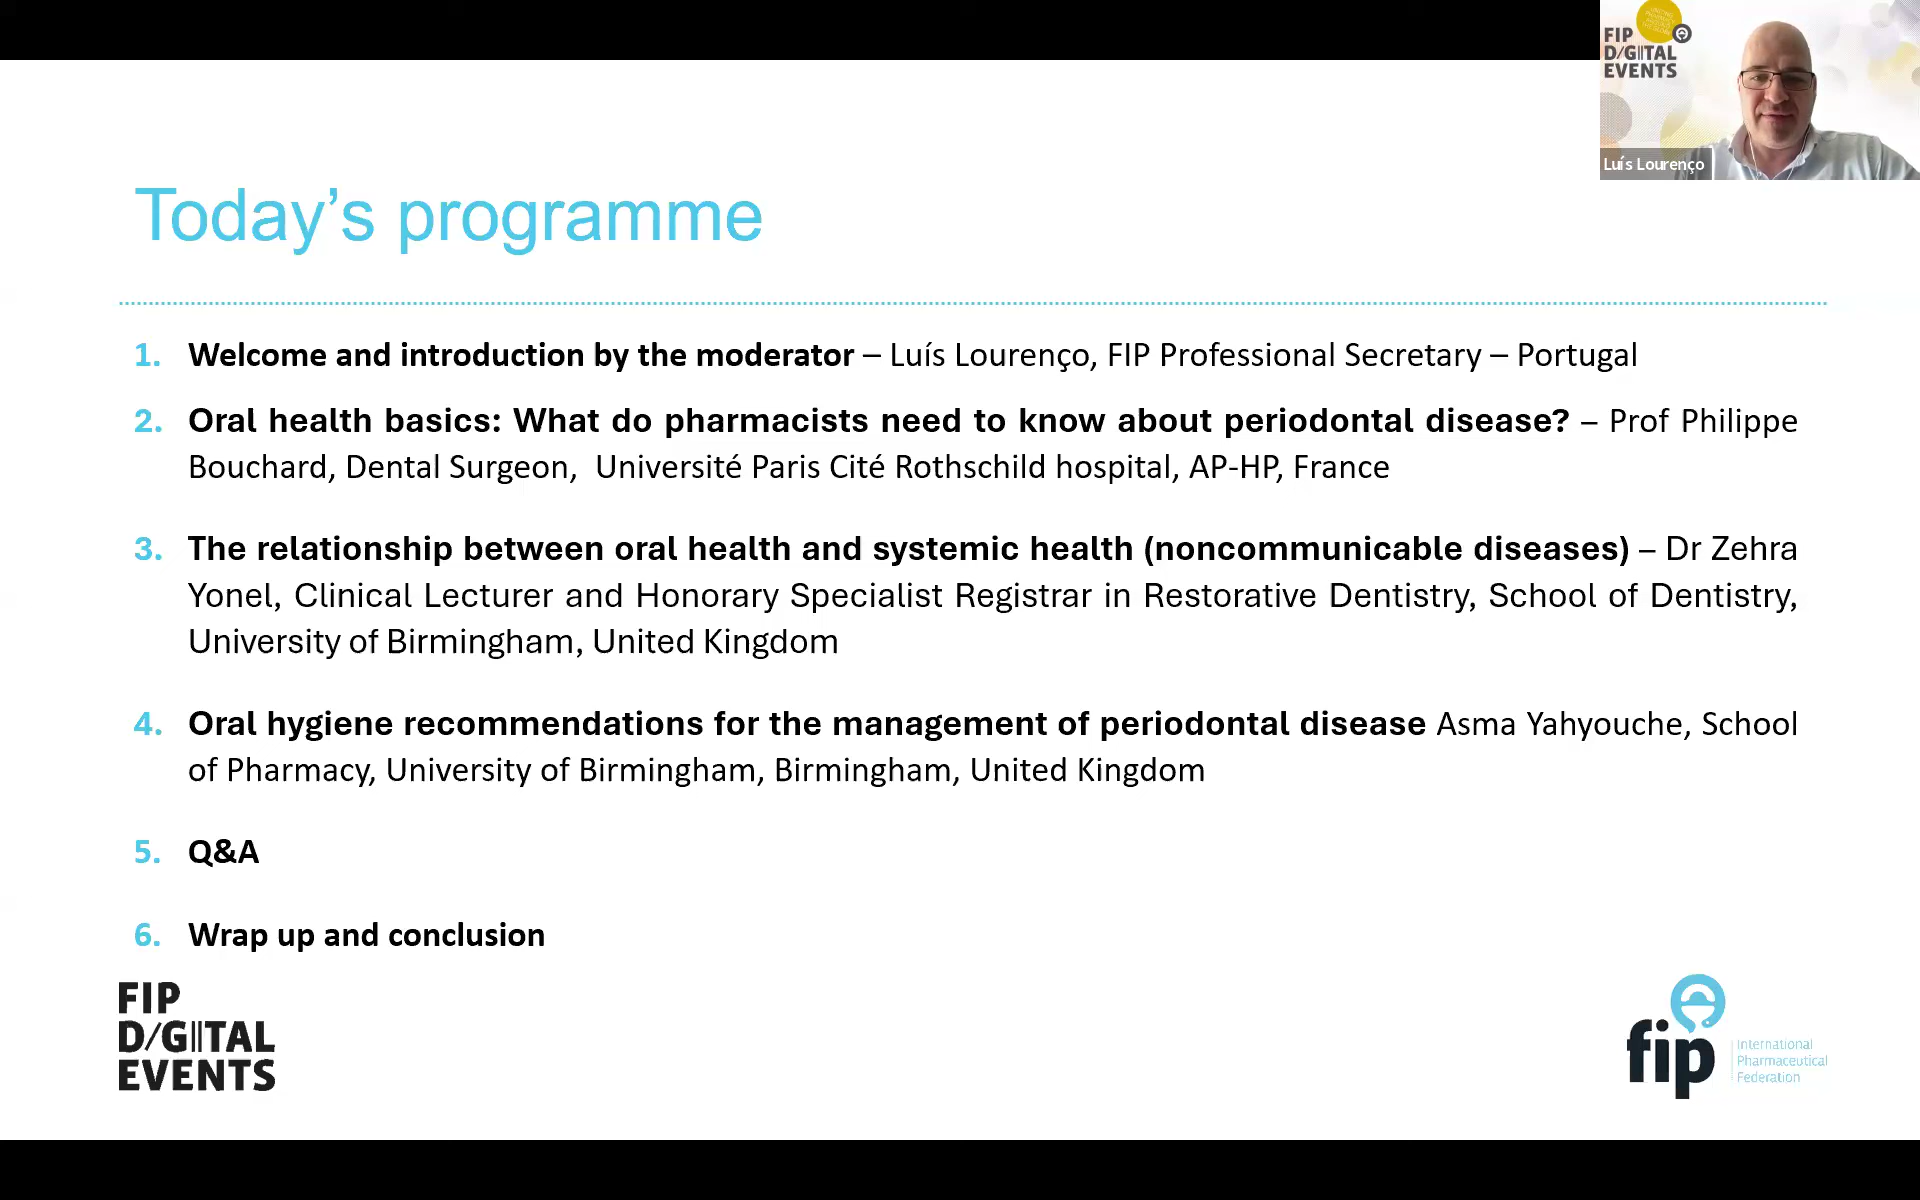 FIP
D/GITAL
EVENTS
Luís Lourenço
Today’s programme
1. Welcome and introduction by the moderator – Luís Lourenço, FIP Professional Secretary – Portugal
2. Oral health basics: What do pharmacists need to know about periodontal disease? – Prof Philippe
Bouchard, Dental Surgeon, Université Paris Cité Rothschild hospital, AP-HP, France
3. The relationship between oral health and systemic health (noncommunicable diseases) – Dr Zehra
Yonel, Clinical Lecturer and Honorary Specialist Registrar in Restorative Dentistry, School of Dentistry,
University of Birmingham, United Kingdom
4. Oral hygiene recommendations for the management of periodontal disease Asma Yahyouche, School
of Pharmacy, University of Birmingham, Birmingham, United Kingdom
5. Q&A
6. Wrap up and conclusion
FIP
D/GITAL
EVENTS
fip
International
Pharmaceutical
Federation